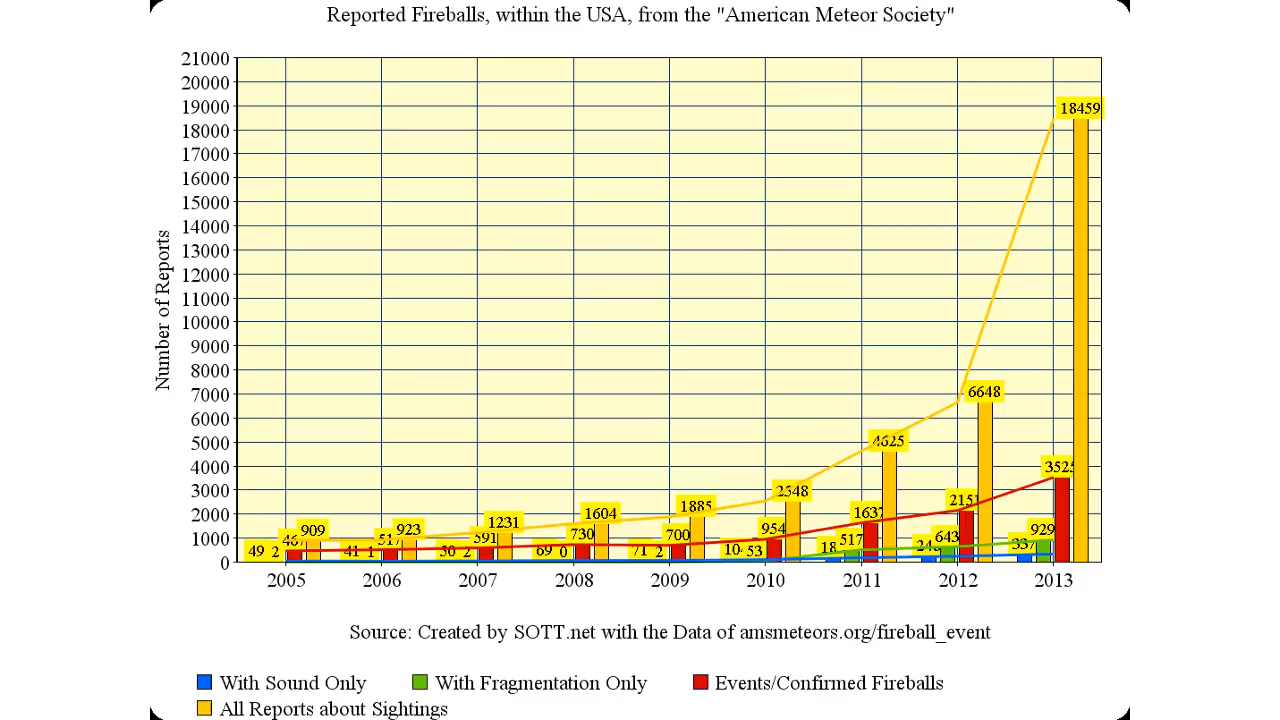 Reported Fireballs, within the USA, from the "American Meteor Society"
Number of Reports
21000
20000
19000
18000
17000
16000
15000
14000
13000
12000
11000
10000
9000
8000
7000
6000
5000
4000
3000
2000
1000
0
49 2 467 909
41 1 517 923
50 2 591 1231
69 0 730 1604
71 2 700 1885
53 954 2548
517 1637 4625
643 2151 6648
337 929 3525 18459
2005 2006 2007 2008 2009 2010 2011 2012 2013
Source: Created by SOTT.net with the Data of amsmeteors.org/fireball_event
With Sound Only With Fragmentation Only Events/Confirmed Fireballs
All Reports about Sightings